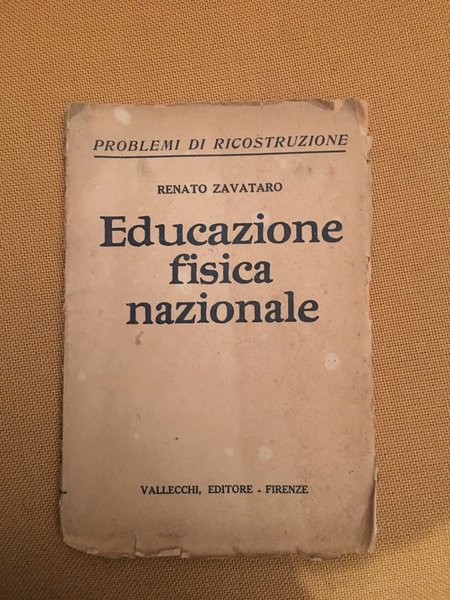 PROBLEMI DI RICOSTRUZIONE
RENATO ZAVATARO
Educazione
fisica
nazionale
VALLECCHI, EDITORE - FIRENZE